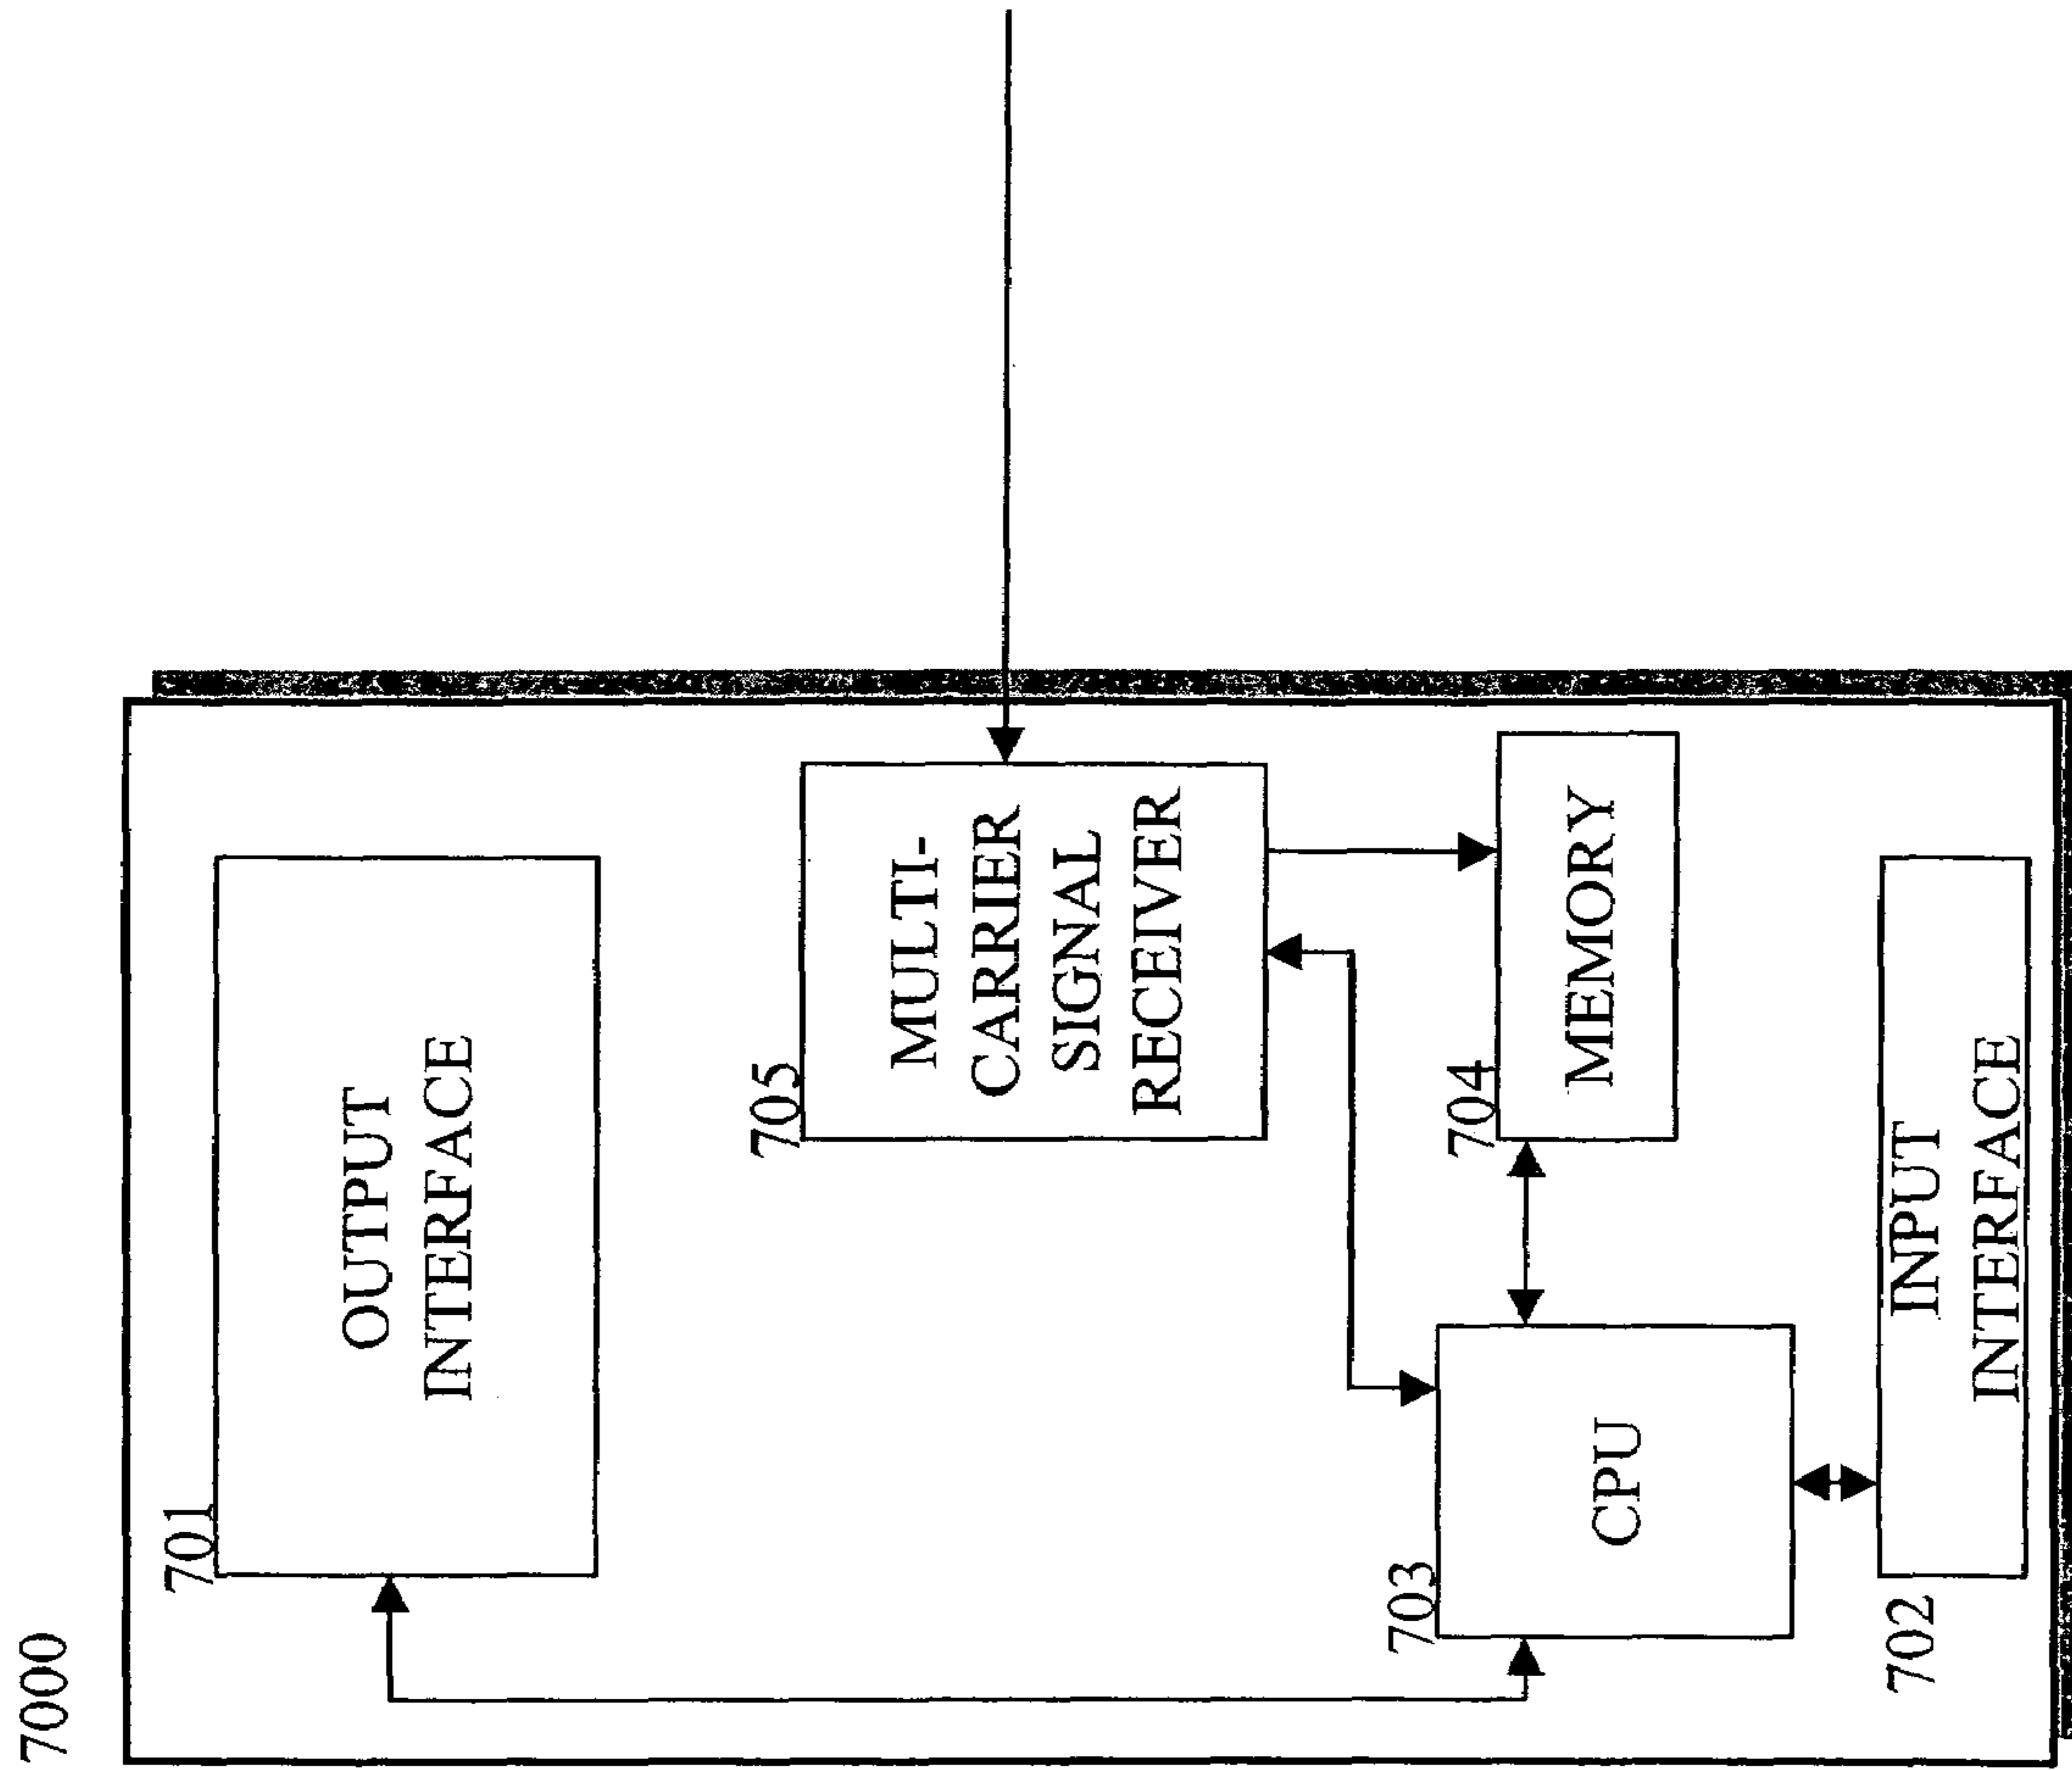 7000
701
OUTPUT
INTERFACE
705
MULTI-
CARRIER
SIGNAL
RECEIVER
703
CPU
704
MEMORY
702
INPUT
INTERFACE